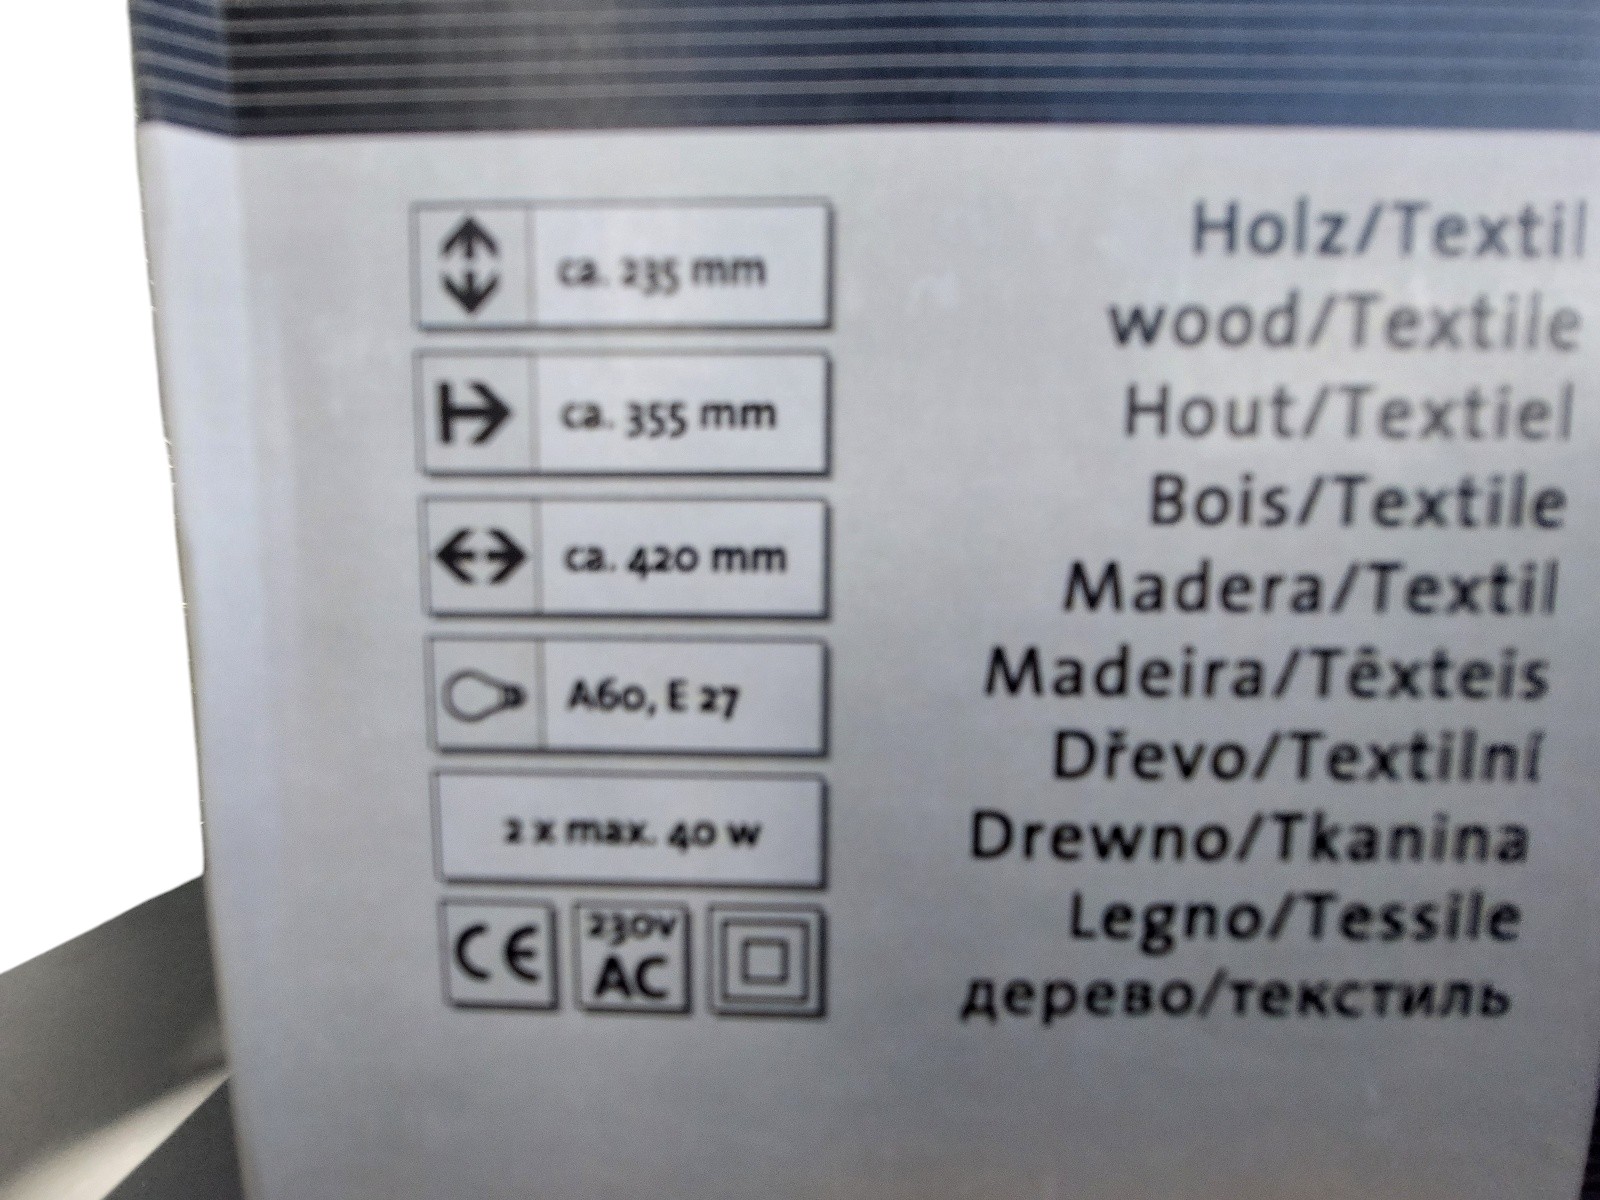 ca. 235 mm
ca. 355 mm
ca. 420 mm
A60, E 27
2 x max. 40 w
CE
230v
AC
Holz/Textil
wood/Textile
Hout/Textiel
Bois/Textile
Madera/Textil
Madeira/Têxteis
Dřevo/Textilní
Drewno/Tkanina
Legno/Tessile
дерево/текстиль